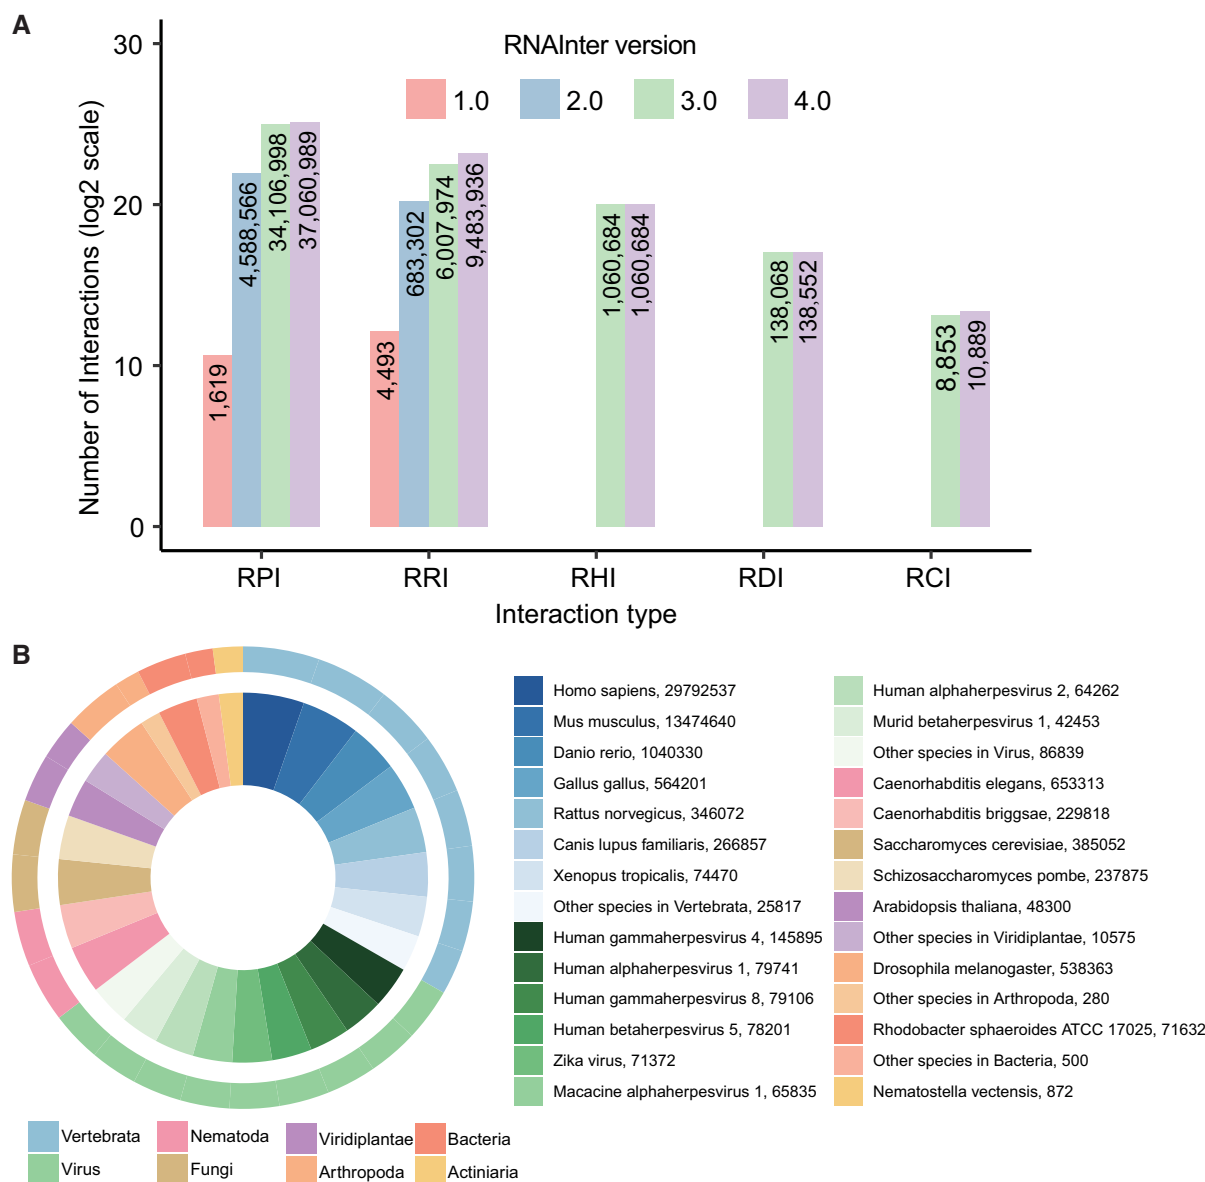 A
RNAInter version
1.0
2.0
3.0
4.0
Number of Interactions (log2 scale)
30
20
10
0
1,619
4,588,566
34,106,998
37,060,989
4,493
683,302
6,007,974
9,483,936
1,060,684
1,060,684
138,068
138,552
8,853
10,889
RPI
RRI
RHI
RDI
RCI
Interaction type
B
Homo sapiens, 29792537
Mus musculus, 13474640
Danio rerio, 1040330
Gallus gallus, 564201
Rattus norvegicus, 346072
Canis lupus familiaris, 266857
Xenopus tropicalis, 74470
Other species in Vertebrata, 25817
Human gammaherpesvirus 4, 145895
Human alphaherpesvirus 1, 79741
Human gammaherpesvirus 8, 79106
Human betaherpesvirus 5, 78201
Zika virus, 71372
Macacine alphaherpesvirus 1, 65835
Human alphaherpesvirus 2, 64262
Murid betaherpesvirus 1, 42453
Other species in Virus, 86839
Caenorhabditis elegans, 653313
Caenorhabditis briggsae, 229818
Saccharomyces cerevisiae, 385052
Schizosaccharomyces pombe, 237875
Arabidopsis thaliana, 48300
Other species in Viridiplantae, 10575
Drosophila melanogaster, 538363
Other species in Arthropoda, 280
Rhodobacter sphaeroides ATCC 17025, 71632
Other species in Bacteria, 500
Nematostella vectensis, 872
Vertebrata
Nematoda
Viridiplantae
Bacteria
Virus
Fungi
Arthropoda
Actiniaria